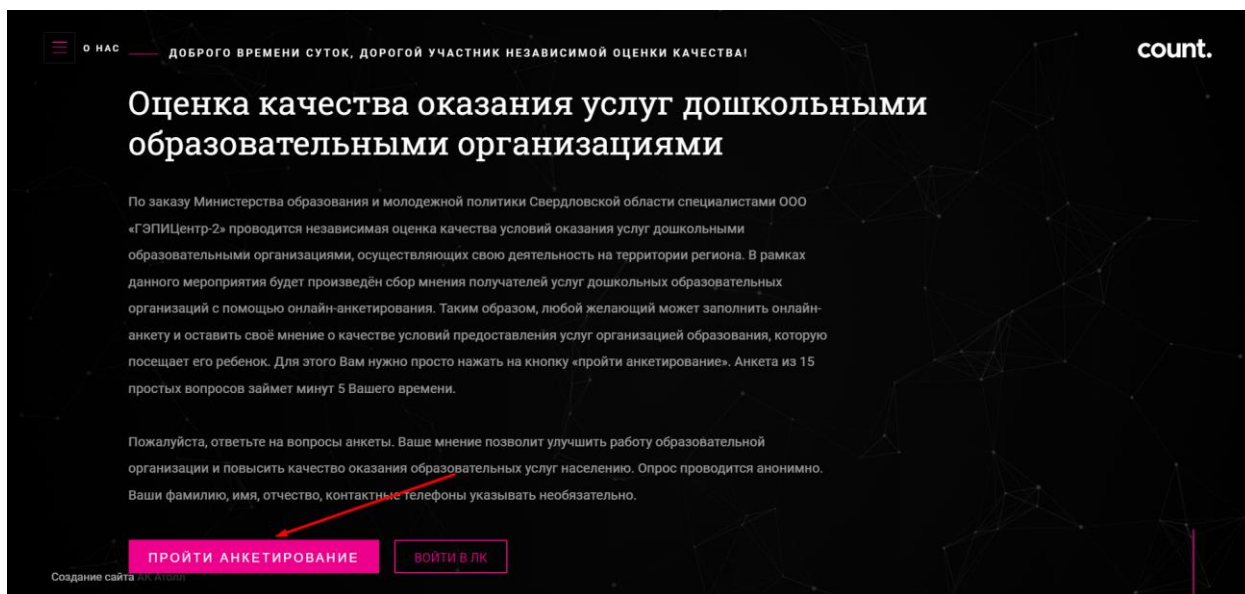 О НАС
ДОБРОГО ВРЕМЕНИ СУТОК, ДОРОГОЙ УЧАСТНИК НЕЗАВИСИМОЙ ОЦЕНКИ КАЧЕСТВА!
count.
Оценка качества оказания услуг дошкольными
образовательными организациями
По заказу Министерства образования и молодежной политики Свердловской области специалистами ООО
«ГЭПИЦентр-2» проводится независимая оценка качества условий оказания услуг дошкольными
образовательными организациями, осуществляющих свою деятельность на территории региона. В рамках
данного мероприятия будет произведён сбор мнения получателей услуг дошкольных образовательных
организаций с помощью онлайн-анкетирования. Таким образом, любой желающий может заполнить онлайн-
анкету и оставить своё мнение о качестве условий предоставления услуг организацией образования, которую
посещает его ребенок. Для этого Вам нужно просто нажать на кнопку «пройти анкетирование». Анкета из 15
простых вопросов займет минут 5 Вашего времени.
Пожалуйста, ответьте на вопросы анкеты. Ваше мнение позволит улучшить работу образовательной
организации и повысить качество оказания образовательных услуг населению. Опрос проводится анонимно.
Ваши фамилию, имя, отчество, контактные телефоны указывать необязательно.
ПРОЙТИ АНКЕТИРОВАНИЕ
ВОЙТИ В ЛК
Создание сайта АК Атолл